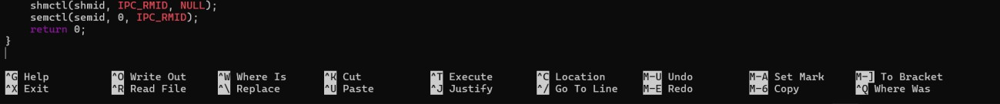 shmctl(shmid, IPC_RMID, NULL);
    semctl(semid, 0, IPC_RMID);
    return 0;
}
^G Help ^O Write Out ^W Where Is ^K Cut ^T Execute ^C Location M-U Undo M-A Set Mark M-] To Bracket
^X Exit ^R Read File ^\ Replace ^U Paste ^J Justify ^/ Go To Line M-E Redo M-6 Copy ^Q Where Was